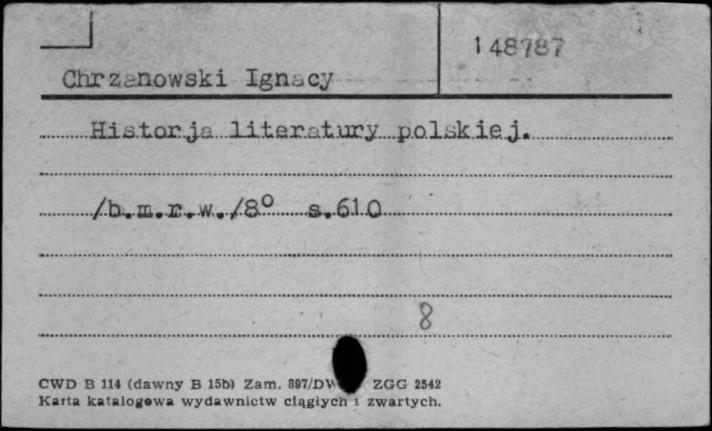 148787
Chrzanowski Ignacy
Historja literatury polskiej.
/b.m.r.w./8° s.610
8
CWD B 114 (dawny B 15b) Zam. 897/DW ZGG 2542
Karta katalogowa wydawnictw ciągłych i zwartych.